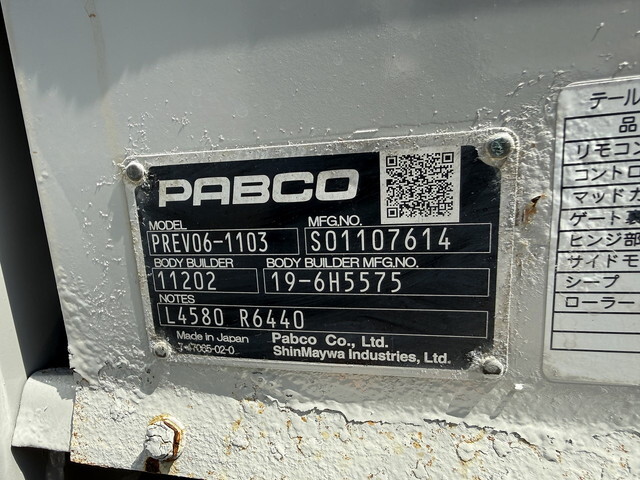 PABCO
MODEL MFG.NO.
PREV06-1103 S01107614
BODY BUILDER BODY BUILDER MFG.NO.
11202 19-6H5575
NOTES
L4580 R6440
Made in Japan Pabco Co., Ltd.
ShinMaywa Industries, Ltd.
テール
品
リモコン
コントロ
マッドガ
ゲート
ヒンジ部
サイドモ
シープ
ローラー